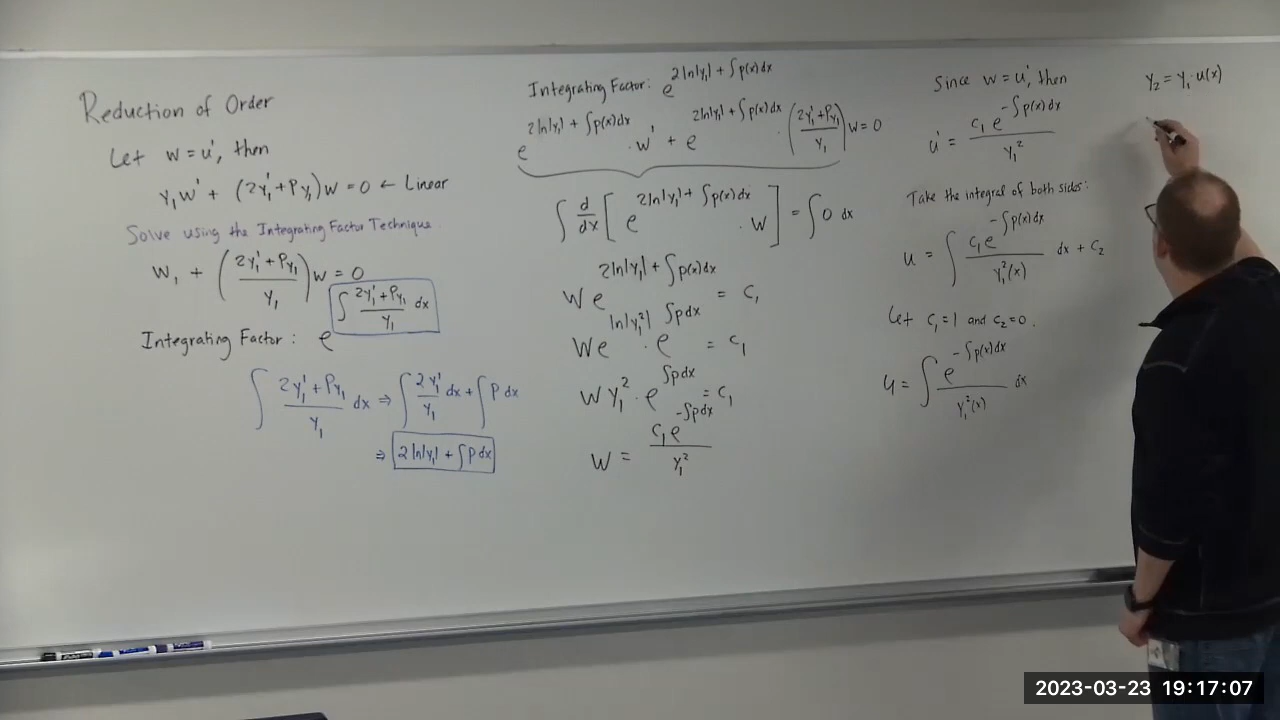 Reduction of Order
Let w = u', then
y₁w' + (2y₁' + Py₁)w = 0 ← Linear
Solve using the Integrating Factor Technique
w₁ + ((2y₁' + Py₁)/y₁)w = 0
Integrating Factor: e^(∫ (2y₁' + Py₁)/y₁ dx)
∫ (2y₁' + Py₁)/y₁ dx ⇒ ∫ 2y₁'/y₁ dx + ∫ P dx
⇒ 2 ln|y₁| + ∫ P dx
Integrating Factor: e^(2ln|y₁| + ∫p(x)dx)
e^(2ln|y₁| + ∫p(x)dx) · w' + e^(2ln|y₁| + ∫p(x)dx) · ((2y₁' + Py₁)/y₁) w = 0
∫ d/dx [e^(2ln|y₁| + ∫p(x)dx) · w] = ∫ 0 dx
We^(2ln|y₁| + ∫p(x)dx) = c₁
We^(ln|y₁²|) · e^(∫pdx) = c₁
Wy₁² · e^(∫pdx) = c₁
W = c₁e^(-∫pdx)/y₁²
Since w = u', then
u' = c₁e^(-∫p(x)dx)/y₁²
Take the integral of both sides:
u = ∫ c₁e^(-∫p(x)dx)/y₁²(x) dx + c₂
Let c₁=1 and c₂=0.
u = ∫ e^(-∫p(x)dx)/y₁²(x) dx
y₂ = y₁·u(x)
2023-03-23 19:17:07